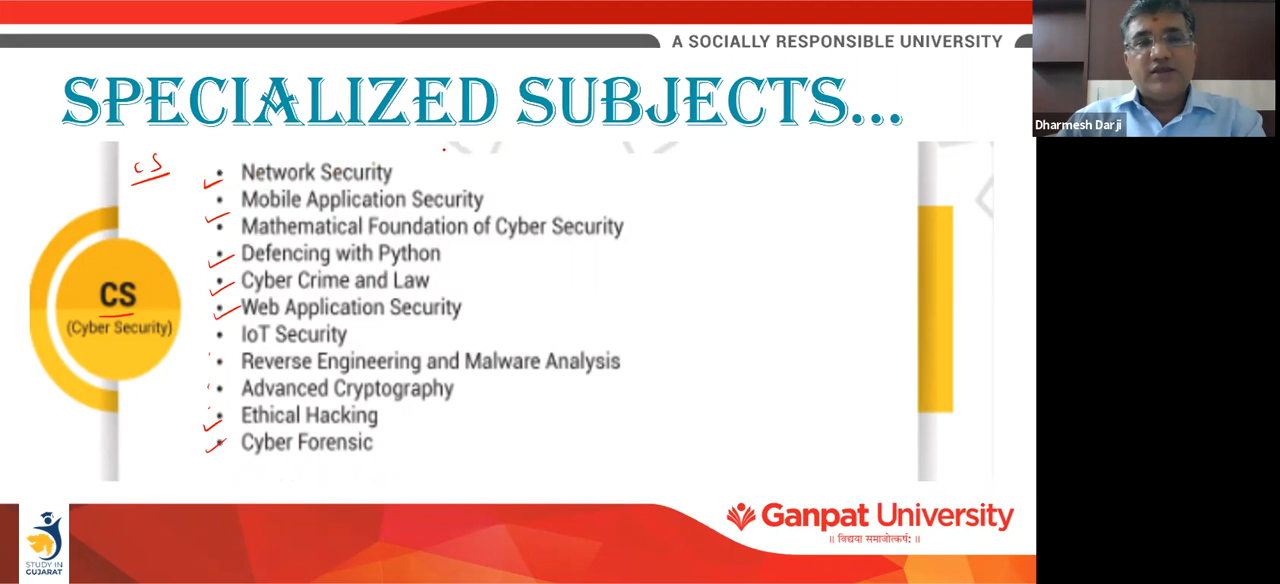 A SOCIALLY RESPONSIBLE UNIVERSITY
SPECIALIZED SUBJECTS...
Dharmesh Darji
CS
• Network Security
• Mobile Application Security
• Mathematical Foundation of Cyber Security
• Defencing with Python
• Cyber Crime and Law
• Web Application Security
• IoT Security
• Reverse Engineering and Malware Analysis
• Advanced Cryptography
• Ethical Hacking
• Cyber Forensic
CS
(Cyber Security)
STUDY IN
GUJARAT
Ganpat University
॥ विद्यया समाजोत्कर्षः ॥